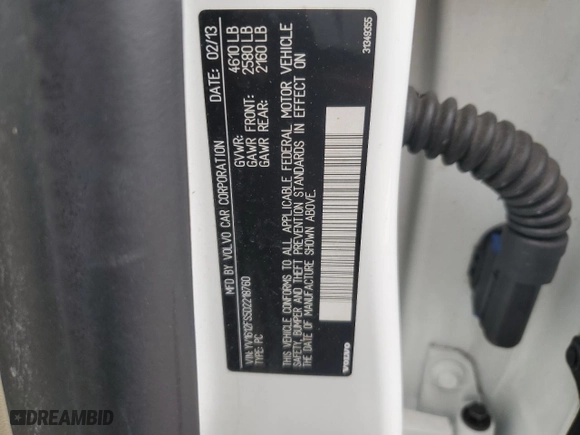 MFD BY VOLVO CAR CORPORATION DATE: 02/13
GVWR: 4610 LB
GAWR FRONT: 2580 LB
GAWR REAR: 2160 LB
VIN: YV1612FS5D2218760
TYPE: PC
THIS VEHICLE CONFORMS TO ALL APPLICABLE FEDERAL MOTOR VEHICLE
SAFETY, BUMPER AND THEFT PREVENTION STANDARDS IN EFFECT ON
DATE OF MANUFACTURE SHOWN ABOVE.
VOLVO
31349355
DREAMBID